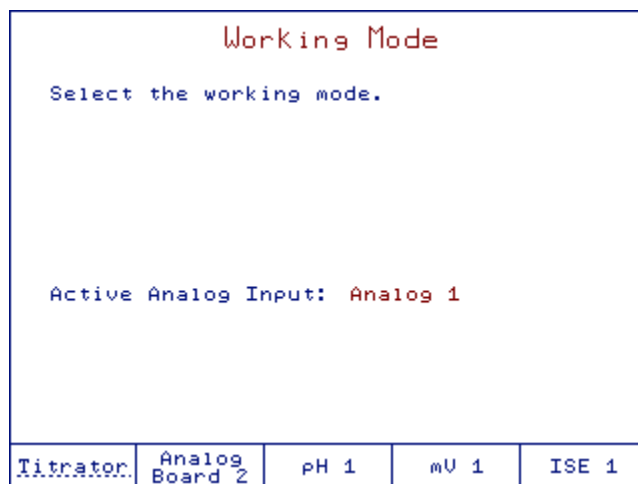 Working Mode
Select the working mode.
Active Analog Input: Analog 1
Titrator
Analog
Board 2
pH 1
mV 1
ISE 1